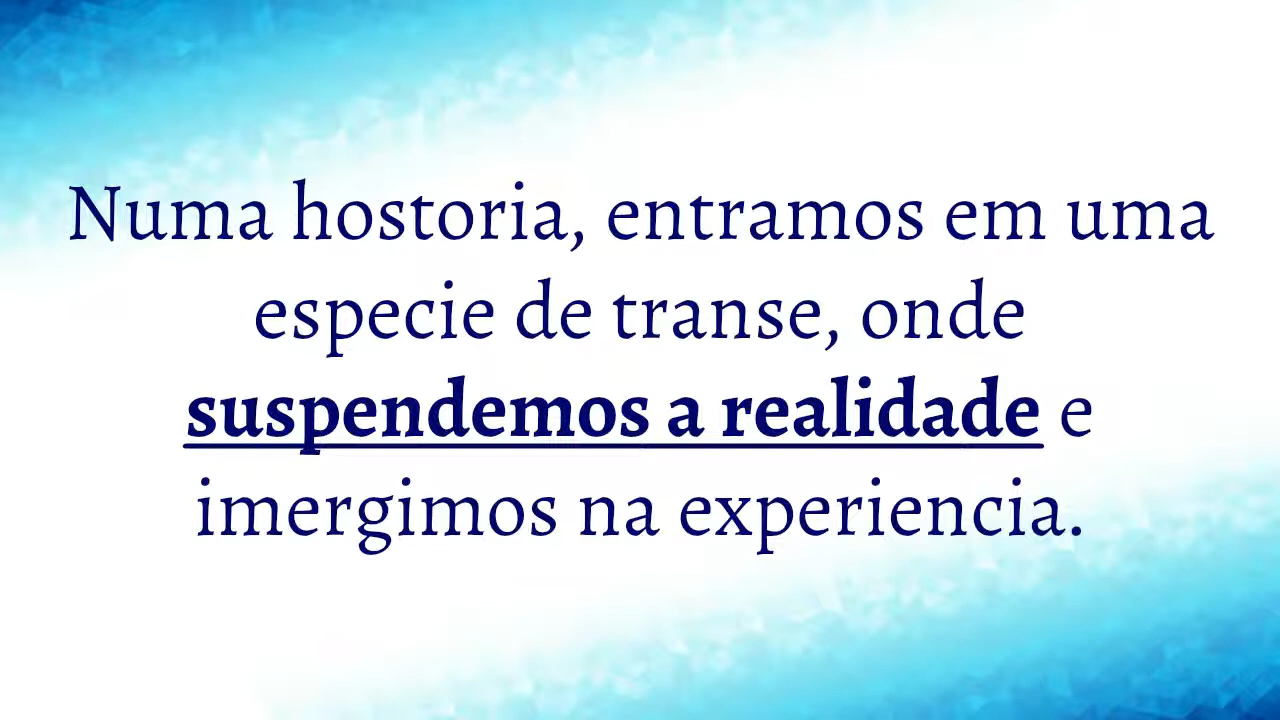 Numa hostoria, entramos em uma
especie de transe, onde
suspendemos a realidade e
imergimos na experiencia.